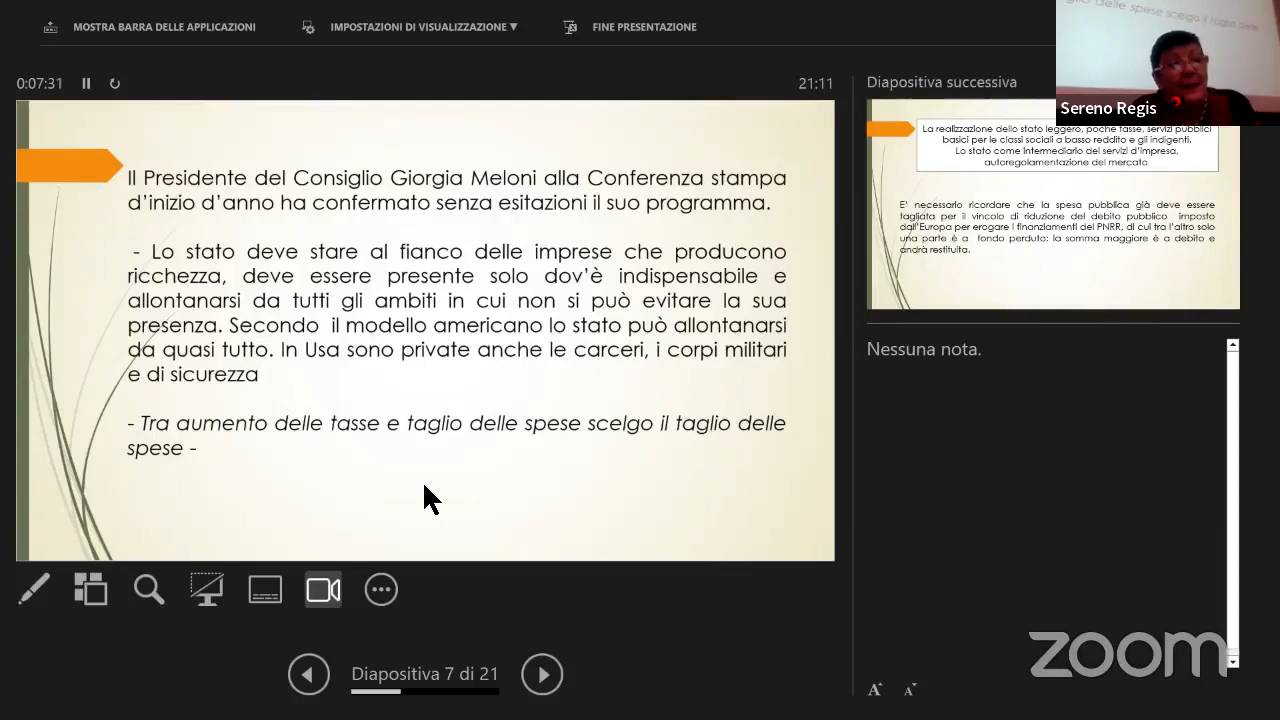 MOSTRA BARRA DELLE APPLICAZIONI
IMPOSTAZIONI DI VISUALIZZAZIONE ▼
FINE PRESENTAZIONE
delle spese scelgo il taglio delle
Sereno Regis
0:07:31
21:11
Il Presidente del Consiglio Giorgia Meloni alla Conferenza stampa
d'inizio d'anno ha confermato senza esitazioni il suo programma.
- Lo stato deve stare al fianco delle imprese che producono
ricchezza, deve essere presente solo dov'è indispensabile e
allontanarsi da tutti gli ambiti in cui non si può evitare la sua
presenza. Secondo il modello americano lo stato può allontanarsi
da quasi tutto. In Usa sono private anche le carceri, i corpi militari
e di sicurezza
- Tra aumento delle tasse e taglio delle spese scelgo il taglio delle
spese -
Diapositiva 7 di 21
Diapositiva successiva
La realizzazione dello stato leggero, poche tasse, servizi pubblici
basici per le classi sociali a basso reddito e gli indigenti.
Lo stato come intermediario dei servizi d'impresa,
autoregolamentazione del mercato
E' necessario ricordare che la spesa pubblica già deve essere
tagliata per il vincolo di riduzione del debito pubblico imposto
dall'Europa per erogare i finanziamenti del PNRR, di cui tra l'altro solo
una parte è a fondo perduto: la somma maggiore è a debito e
andrà restituita.
Nessuna nota.
A A
zoom